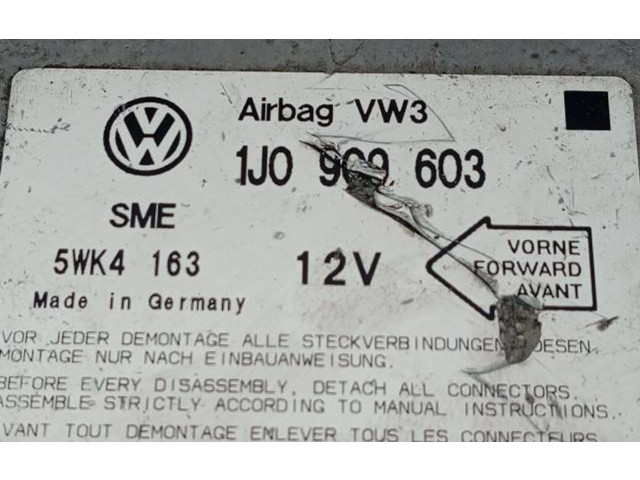 Airbag VW3
1J0 909 603
SME
5WK4 163 12V
VORNE
FORWARD
AVANT
Made in Germany
VOR JEDER DEMONTAGE ALLE STECKVERBINDUNGEN LOESEN
MONTAGE NUR NACH EINBAUANWEISUNG.
BEFORE EVERY DISASSEMBLY, DETACH ALL CONNECTORS.
ASSEMBLE STRICTLY ACCORDING TO MANUAL INSTRUCTIONS.
AVANT TOUT DEMONTAGE ENLEVER TOUS LES CONNECTEURS